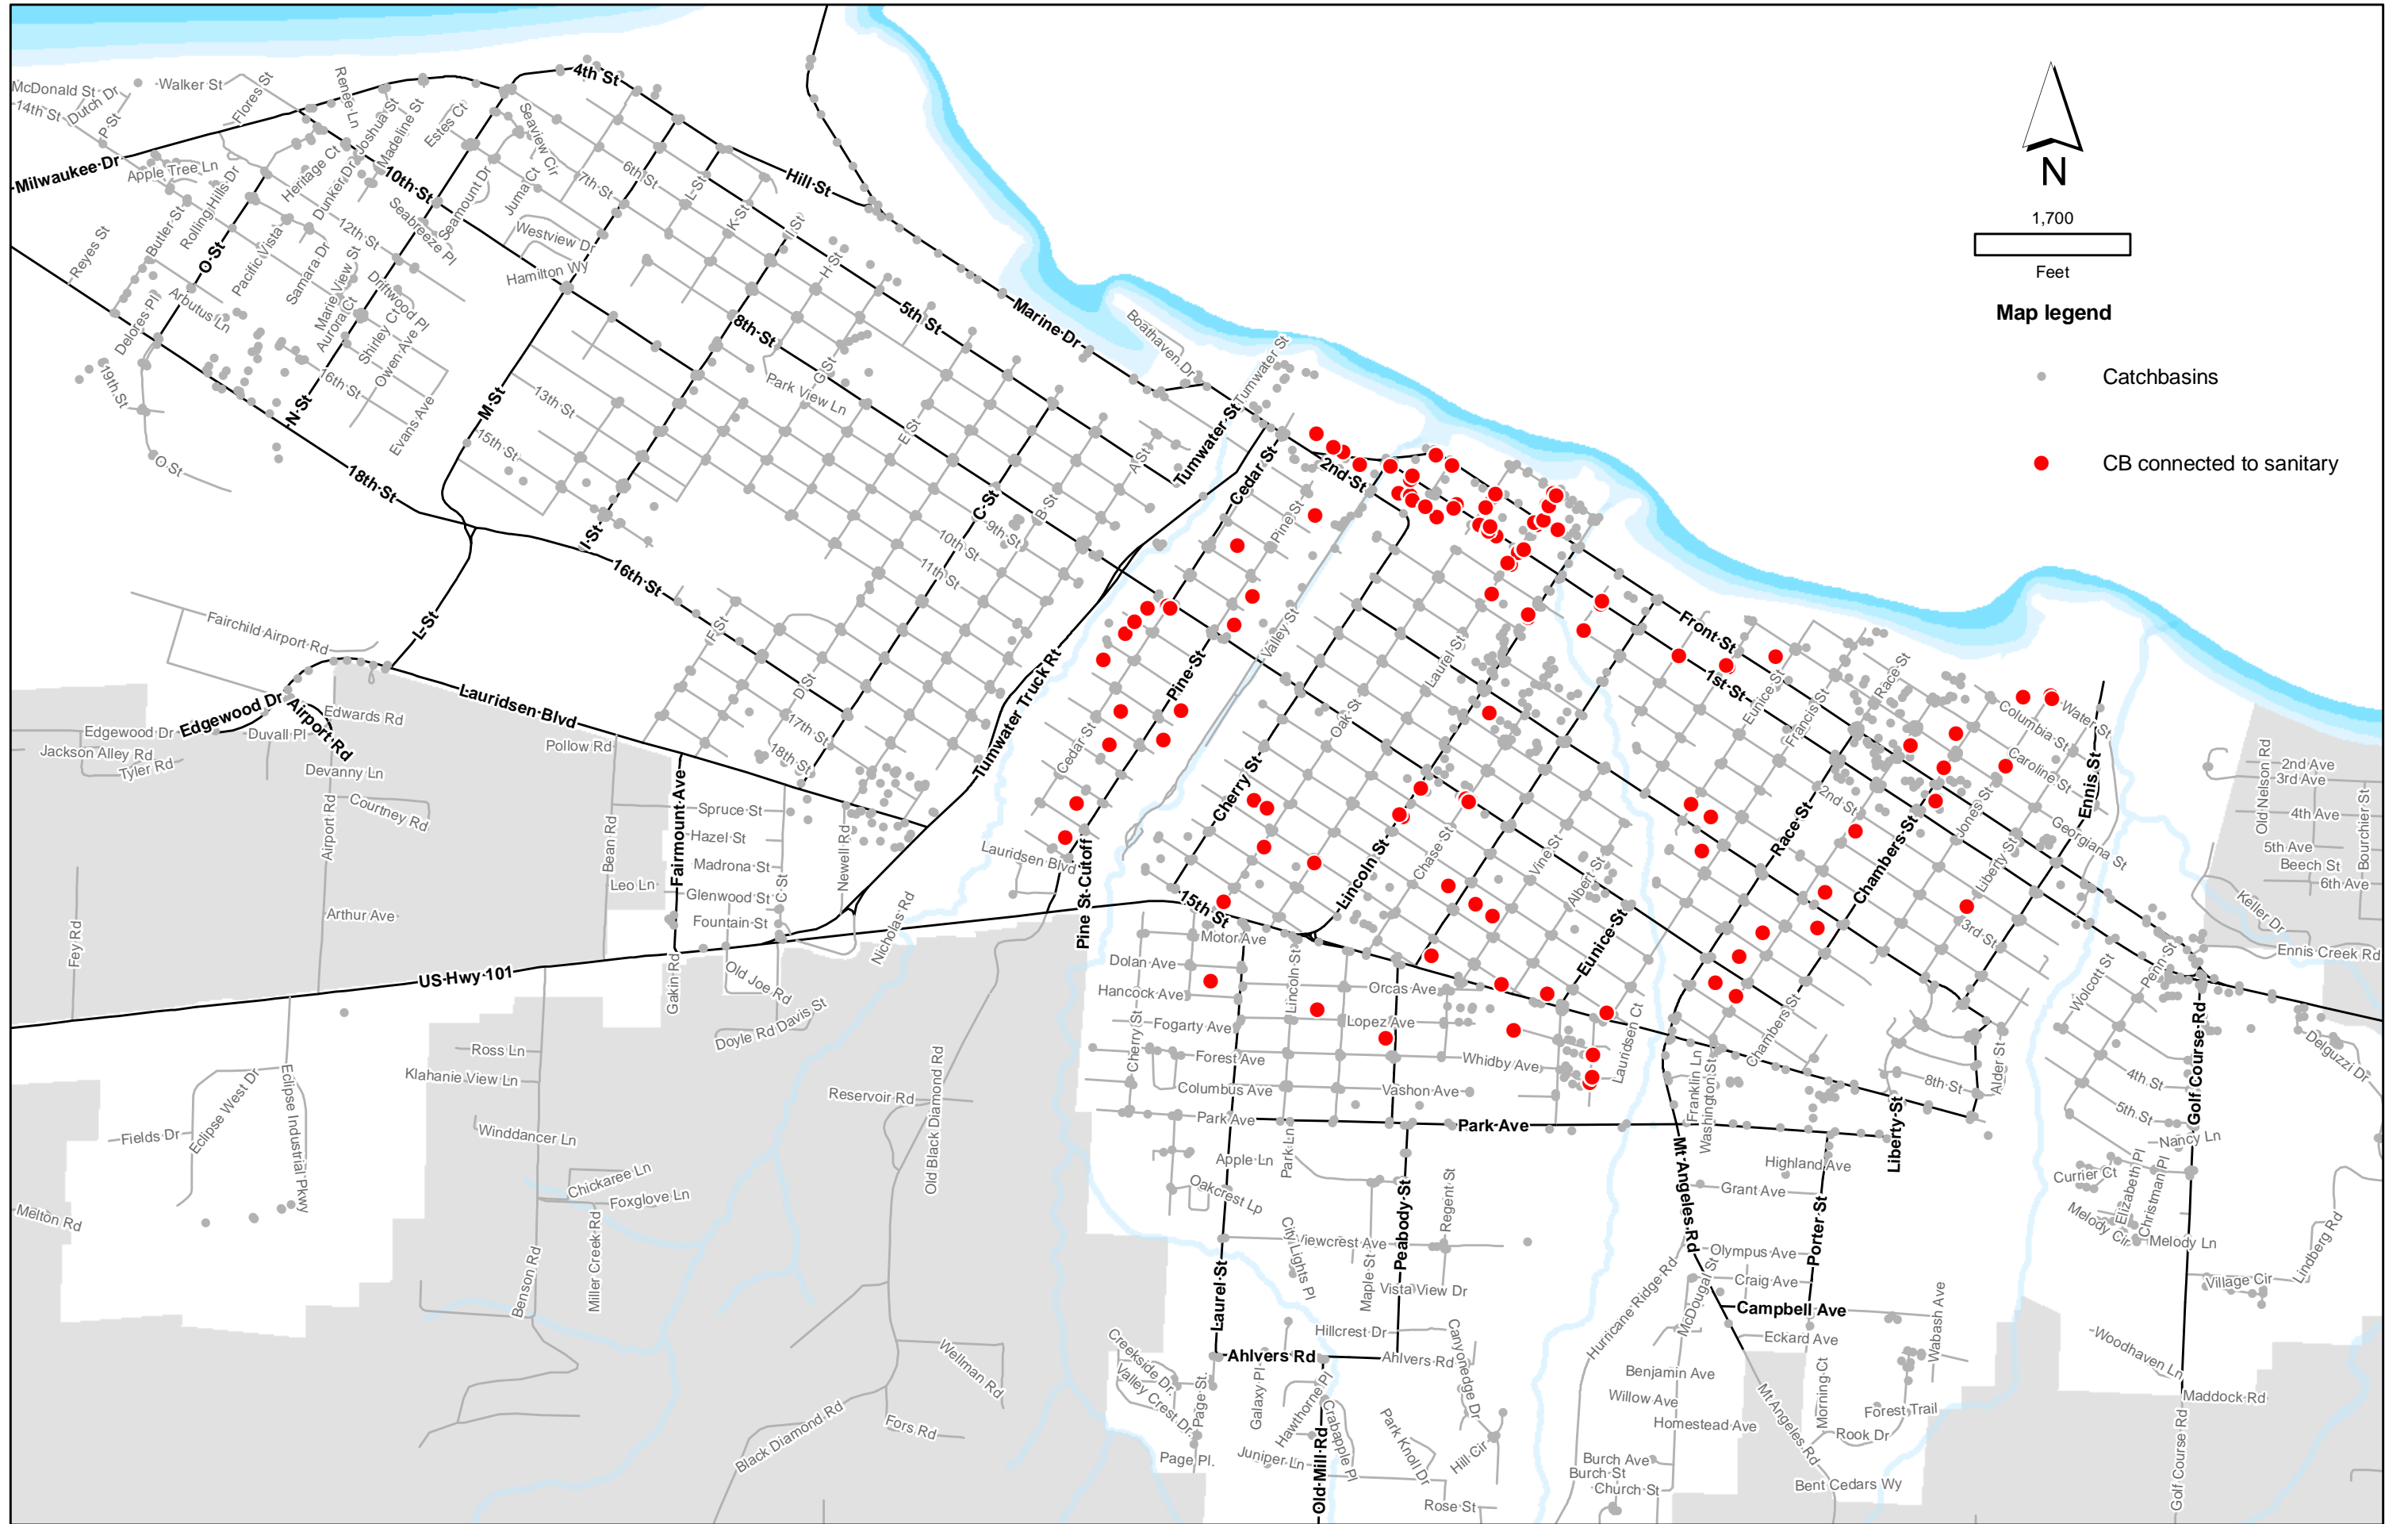 4th St
McDonald St
Walker St
Flores St
Renee Ln
14th St
Dutch Dr
P St
Joshua St
Madeline St
Estes Ct
Seaview Cir
Milwaukee Dr
Apple Tree Ln
Heritage Ct
Dunker Dr
10th St
Rolling Hills Dr
Butler St
Seabreeze Pl
Seamount Dr
Juma Ct
7th St
6th St
L St
K St
I St
Hill St
N
1,700
Feet
Map legend
Catchbasins
CB connected to sanitary
Reyes St
O St
Pacific Vista
12th St
Samara Dr
Marie View St
Westview Dr
Hamilton Wy
H St
Delores Pl
Arbutus Ln
Aurora Ct
Driftwood Pl
Shirley Ct
Owen Ave
8th St
5th St
Marine Dr
Boathaven Dr
Tumwater St
Tumwater St
19th St
16th St
N St
Evans Ave
M St
13th St
15th St
Park View Ln
G St
E St
O St
18th St
I St
C St
B St
A St
9th St
10th St
11th St
Cedar St
2nd St
Pine St
16th St
L St
Fairchild Airport Rd
F St
D St
17th St
18th St
Tumwater Truck Rt
Valley St
Pine St
Cedar St
Laurel St
Oak St
Front St
1st St
Eunice St
Francis St
Race St
Columbia St
Water St
Caroline St
Ennis St
Edgewood Dr
Edgewood Dr
Airport Rd
Edwards Rd
Duvall Pl
Jackson Alley Rd
Tyler Rd
Devanny Ln
Courtney Rd
Airport Rd
Lauridsen Blvd
Pollow Rd
Fairmount Ave
Bean Rd
Spruce St
Hazel St
Madrona St
Leo Ln
Glenwood St
Fountain St
C St
Newell Rd
Nicholas Rd
Lauridsen Blvd
Pine St Cutoff
Cherry St
Lincoln St
Chase St
Vine St
Albert St
Eunice St
Race St
2nd St
Chambers St
Jones St
Liberty St
3rd St
Georgiana St
Old Nelson Rd
2nd Ave
3rd Ave
4th Ave
5th Ave
Beech St
6th Ave
Bourchier St
Keller Dr
Ennis Creek Rd
Fey Rd
Arthur Ave
US Hwy 101
Gakin Rd
Old Joe Rd
Doyle Rd
Davis St
15th St
Motor Ave
Dolan Ave
Hancock Ave
Lincoln St
Orcas Ave
Fogarty Ave
Lopez Ave
Cherry St
Forest Ave
Whidby Ave
Columbus Ave
Vashon Ave
Park Ave
Park Ave
Lauridsen Ct
Franklin Ln
Washington St
Chambers St
8th St
Alder St
Wolcott St
Penn St
Golf Course Rd
4th St
5th St
Delguzzi Dr
Nancy Ln
Ross Ln
Klahanie View Ln
Winddancer Ln
Chickaree Ln
Foxglove Ln
Miller Creek Rd
Benson Rd
Eclipse West Dr
Eclipse Industrial Pkwy
Fields Dr
Melton Rd
Reservoir Rd
Old Black Diamond Rd
Black Diamond Rd
Wellman Rd
Fors Rd
Apple Ln
Park Ln
Oakcrest Lp
City Lights Pl
Viewcrest Ave
Maple St
Peabody St
Regent St
Vista View Dr
Laurel St
Hillcrest Dr
Ahlvers Rd
Ahlvers Rd
Canyonedge Dr
Creekside Dr.
Valley Crest Dr.
Page St.
Page Pl.
Galaxy Pl
Hawthorne Pl
Crabapple Pl
Juniper Ln
Old Mill Rd
Park Knoll Dr
Hill Cir
Rose St
Mt Angeles Rd
Liberty St
Highland Ave
Grant Ave
Porter St
Olympus Ave
Craig Ave
Campbell Ave
Eckard Ave
McDougal St
Hurricane Ridge Rd
Benjamin Ave
Willow Ave
Homestead Ave
Burch Ave
Burch St
Church St
Mt Angeles Rd
Morning Ct
Wabash Ave
Forest Trail
Rook Dr
Bent Cedars Wy
Currier Ct
Elizabeth Pl
Christman Pl
Melody Cir
Melody Ln
Village Cir
Lindberg Rd
Woodhaven Ln
Maddock Rd
Golf Course Rd